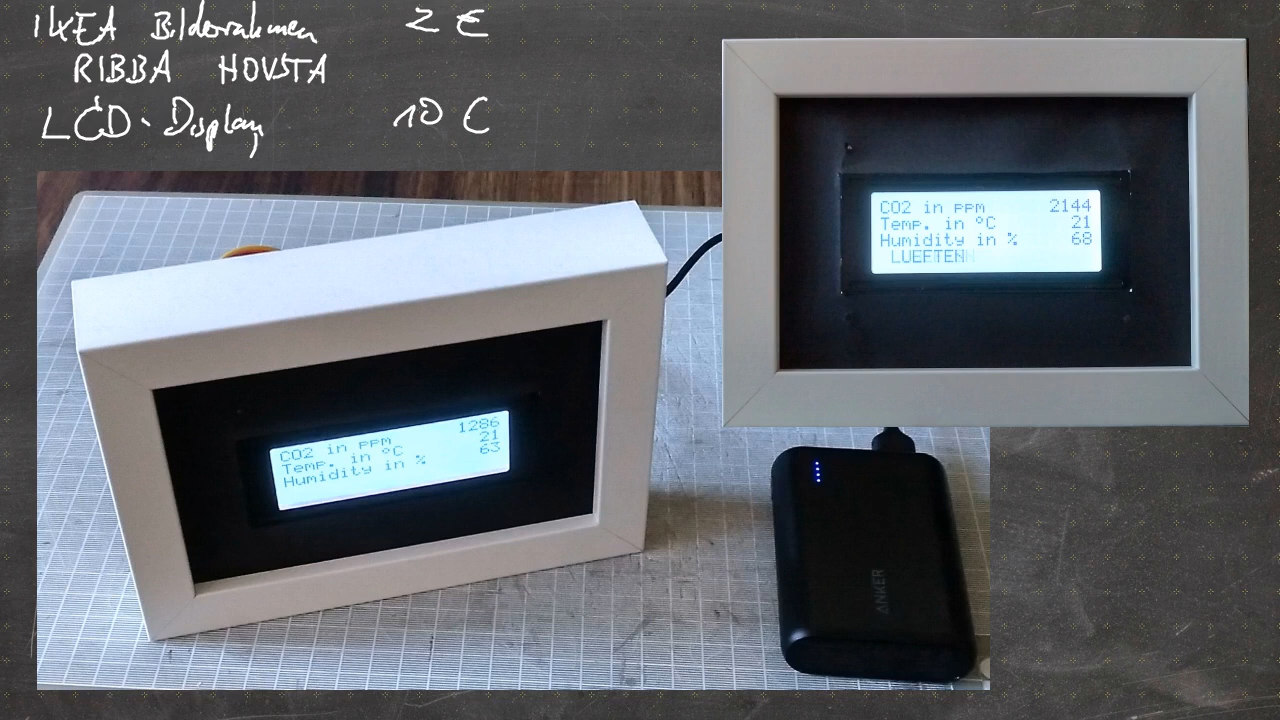 IKEA Bilderrahmen 2 €
RIBBA HOVSTA
LCD-Display 10 €
CO2 in ppm 2144
Temp. in °C 21
Humidity in % 68
LUEFTEN
CO2 in ppm 1286
Temp. in °C 21
Humidity in % 63
ANKER